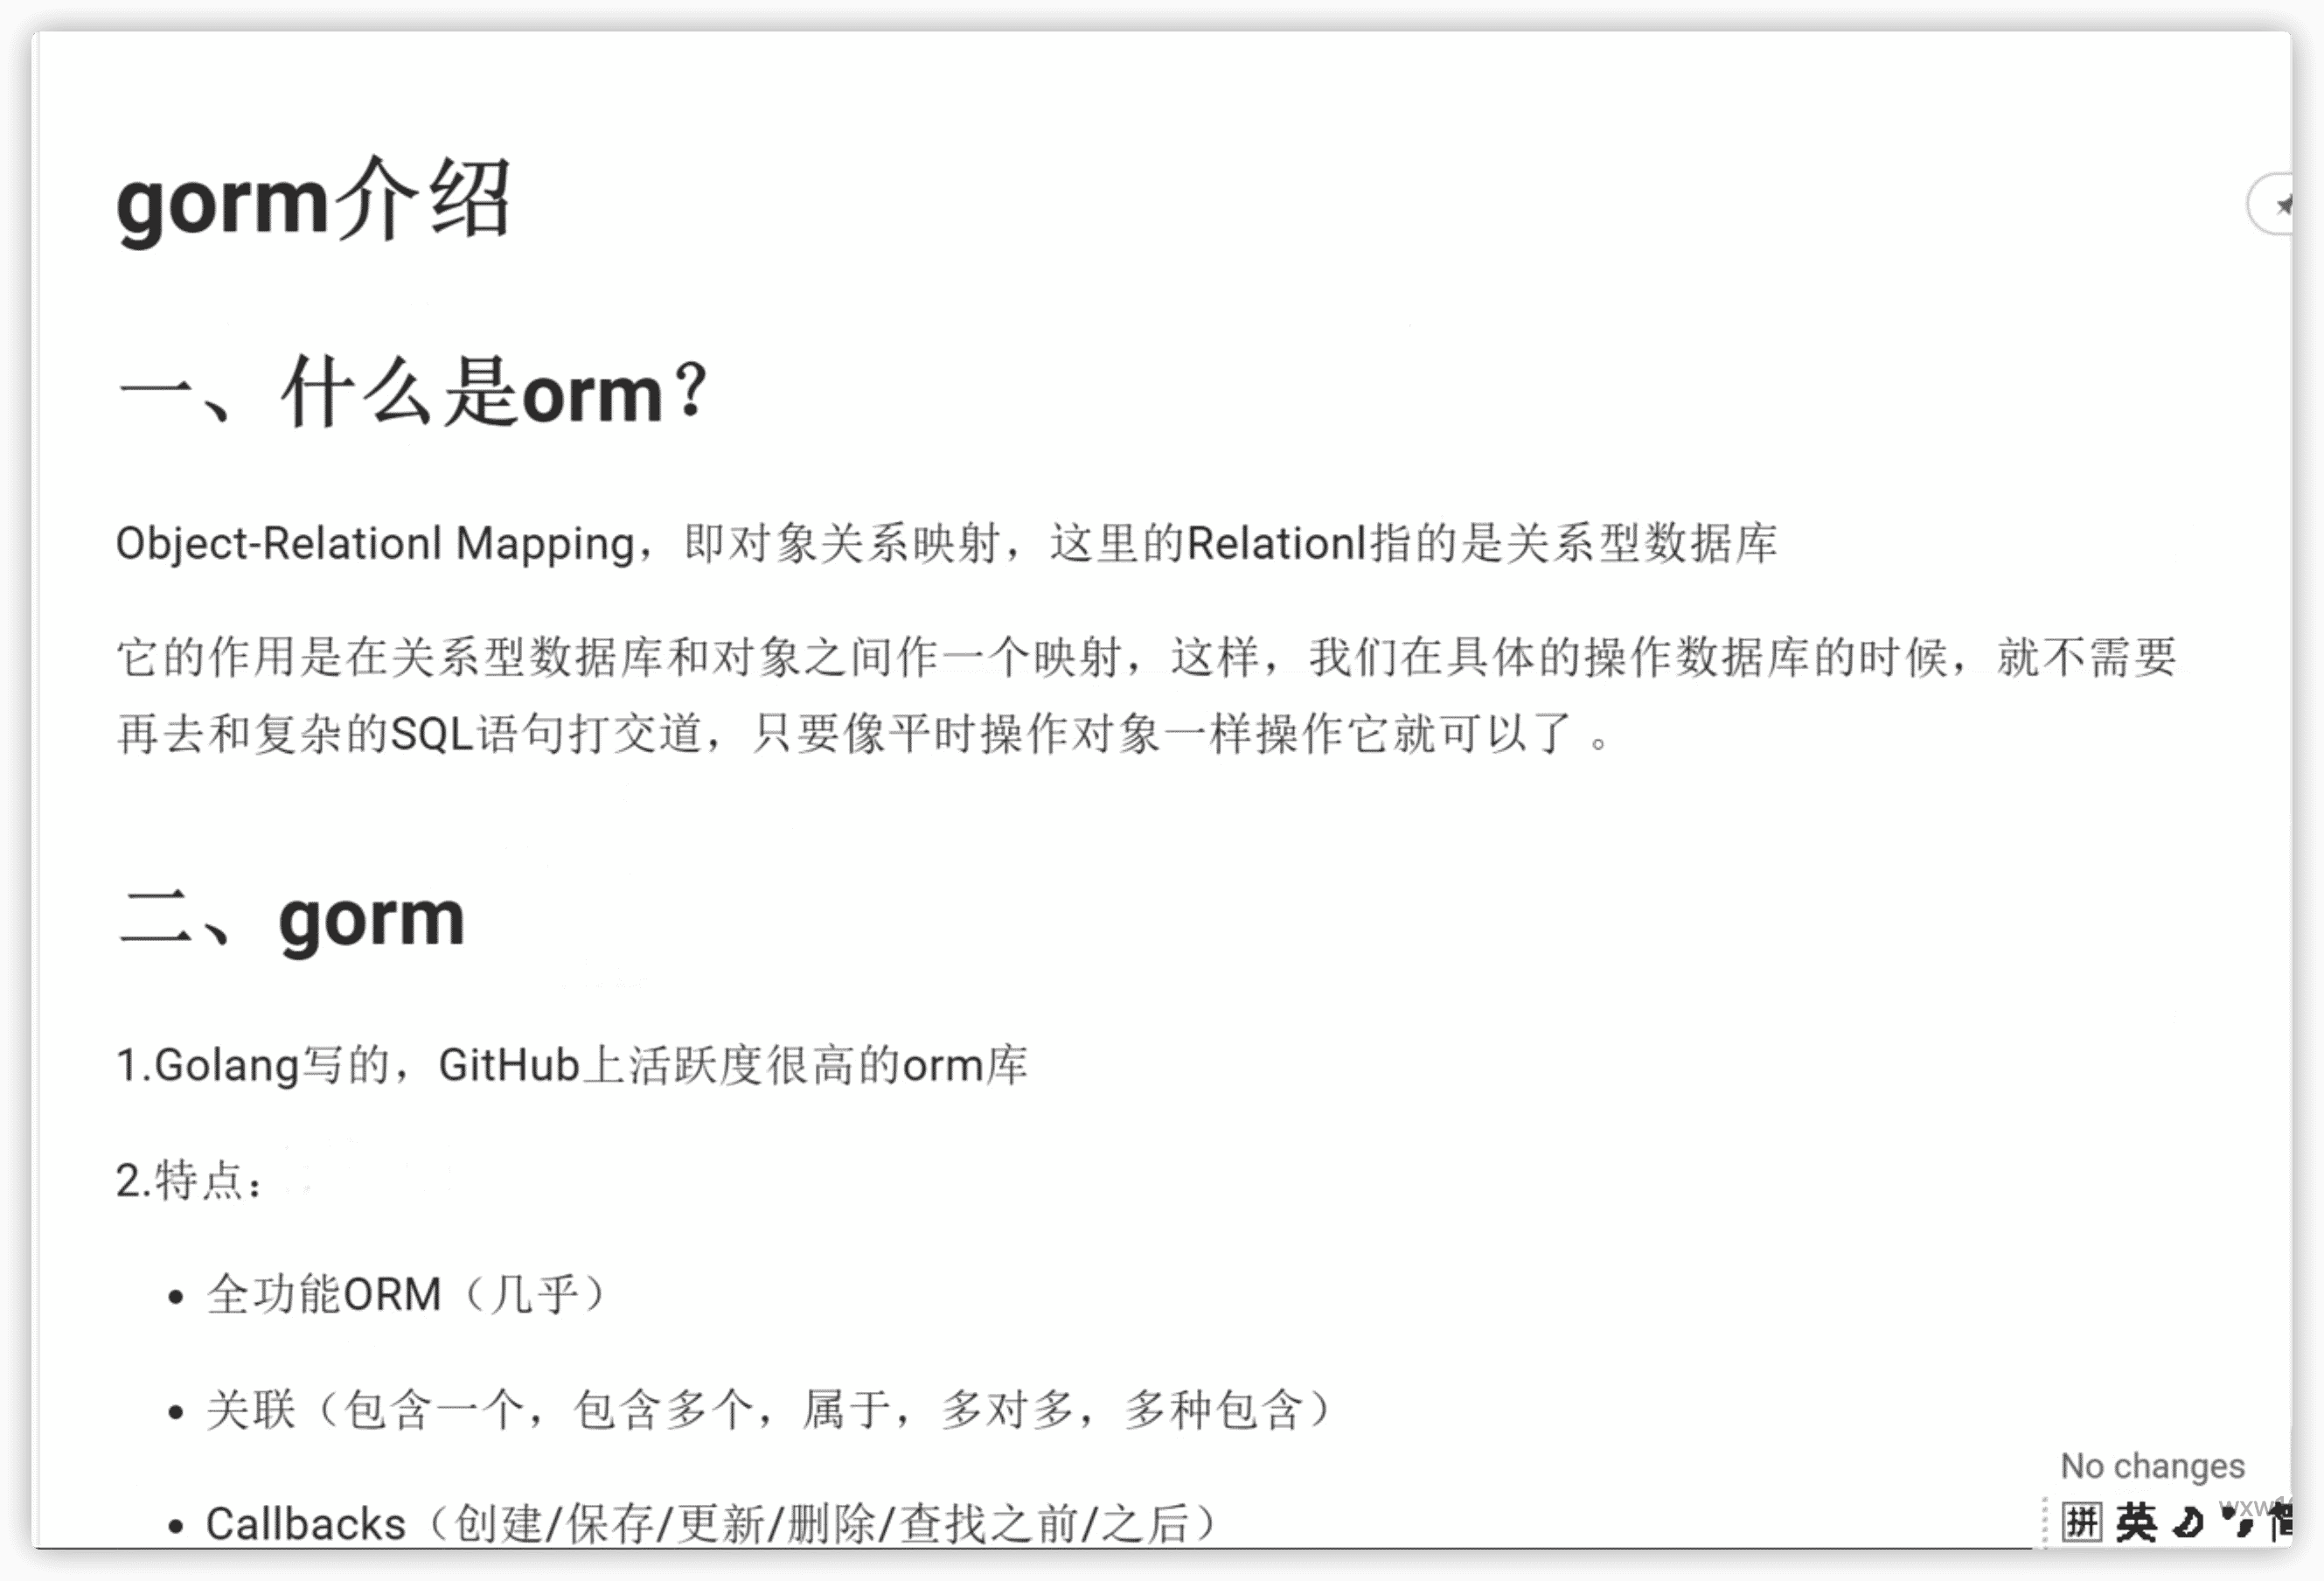 gorm介绍
一、什么是orm？
Object-Relationl Mapping，即对象关系映射，这里的Relationl指的是关系型数据库
它的作用是在关系型数据库和对象之间作一个映射，这样，我们在具体的操作数据库的时候，就不需要
再去和复杂的SQL语句打交道，只要像平时操作对象一样操作它就可以了 。
二、gorm
1.Golang写的，GitHub上活跃度很高的orm库
2.特点：
• 全功能ORM（几乎）
• 关联（包含一个，包含多个，属于，多对多，多种包含）
• Callbacks（创建/保存/更新/删除/查找之前/之后）
No changes
拼 英 简